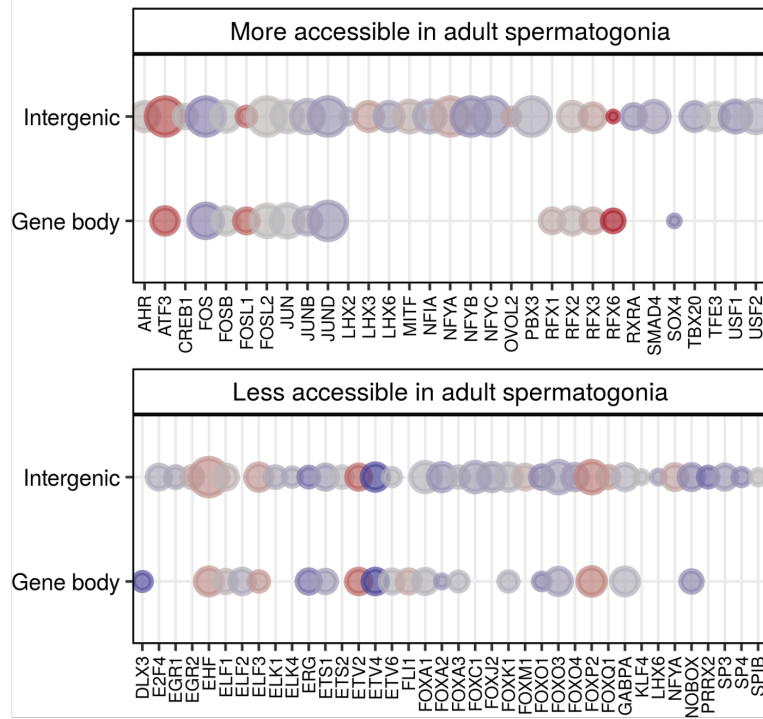 More accessible in adult spermatogonia
Intergenic
Gene body
AHR ATF3 CREB1 FOS FOSB FOSL1 FOSL2 JUN JUNB JUND LHX2 LHX3 LHX6 MITF NFIA NFYA NFYB NFYC OVOL2 PBX3 RFX1 RFX2 RFX3 RFX6 RXRA SMAD4 SOX4 TBX20 TFE3 USF1 USF2
Less accessible in adult spermatogonia
Intergenic
Gene body
DLX3 E2F4 EGR1 EGR2 EHF ELF1 ELF2 ELF3 ELK1 ELK4 ERG ETS1 ETS2 ETV2 ETV4 ETV6 FLI1 FOXA1 FOXA2 FOXA3 FOXC1 FOXJ2 FOXK1 FOXM1 FOXO1 FOXO3 FOXO4 FOXP2 FOXQ1 GABPA KLF4 LHX6 NFYA NOBOX PRRX2 SP3 SP4 SPIB